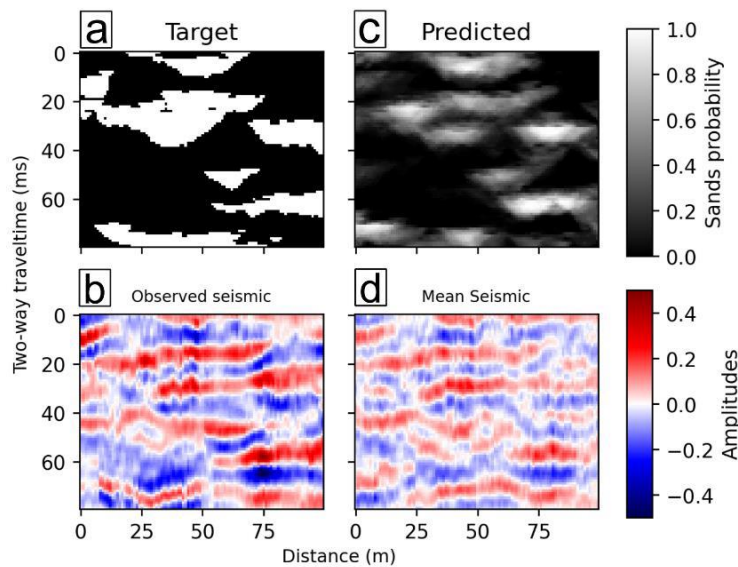 a Target
c Predicted
0
20
40
60
Two-way traveltime (ms)
1.0
0.8
0.6
0.4
0.2
0.0
Sands probability
b Observed seismic
d Mean Seismic
0
20
40
60
0 25 50 75
0 25 50 75
Distance (m)
0.4
0.2
0.0
−0.2
−0.4
Amplitudes